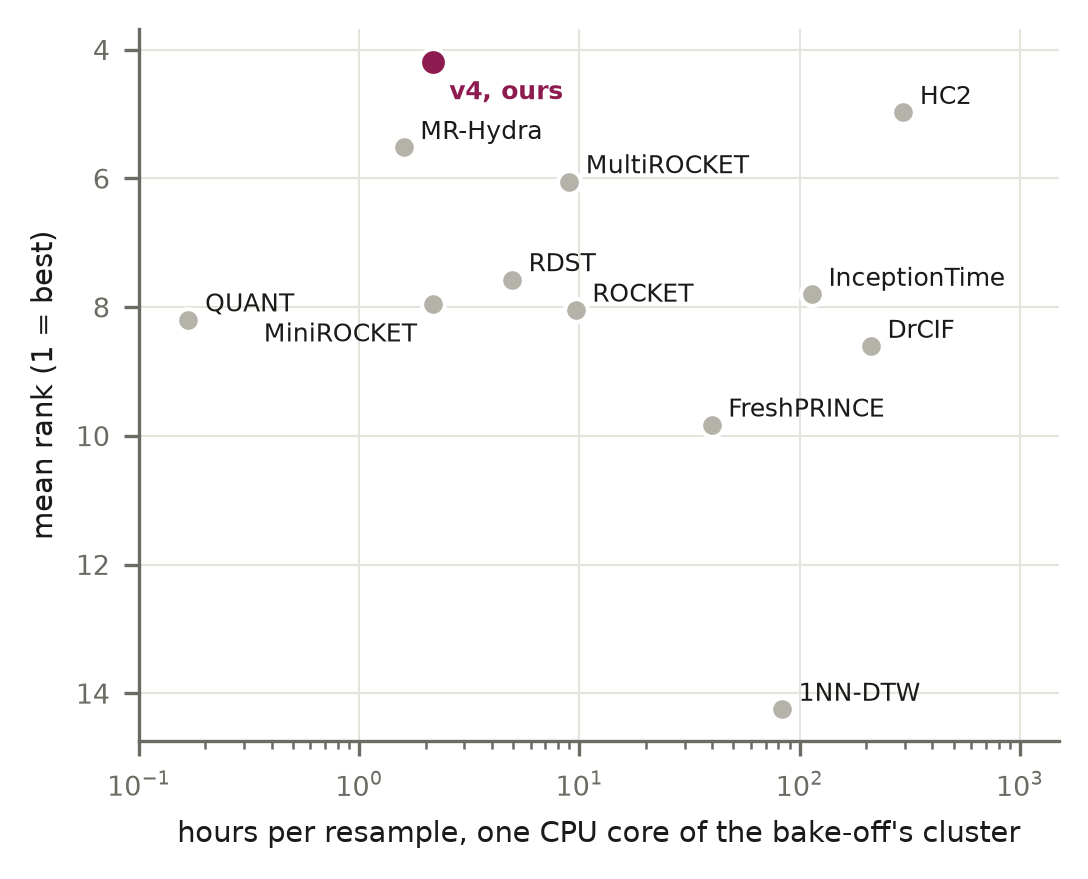 4
v4, ours
HC2
MR-Hydra
MultiROCKET
6
RDST
InceptionTime
ROCKET
QUANT
8
MiniROCKET
DrCIF
FreshPRINCE
10
12
1NN-DTW
14
mean rank (1 = best)
10⁻¹ 10⁰ 10¹ 10² 10³
hours per resample, one CPU core of the bake-off's cluster